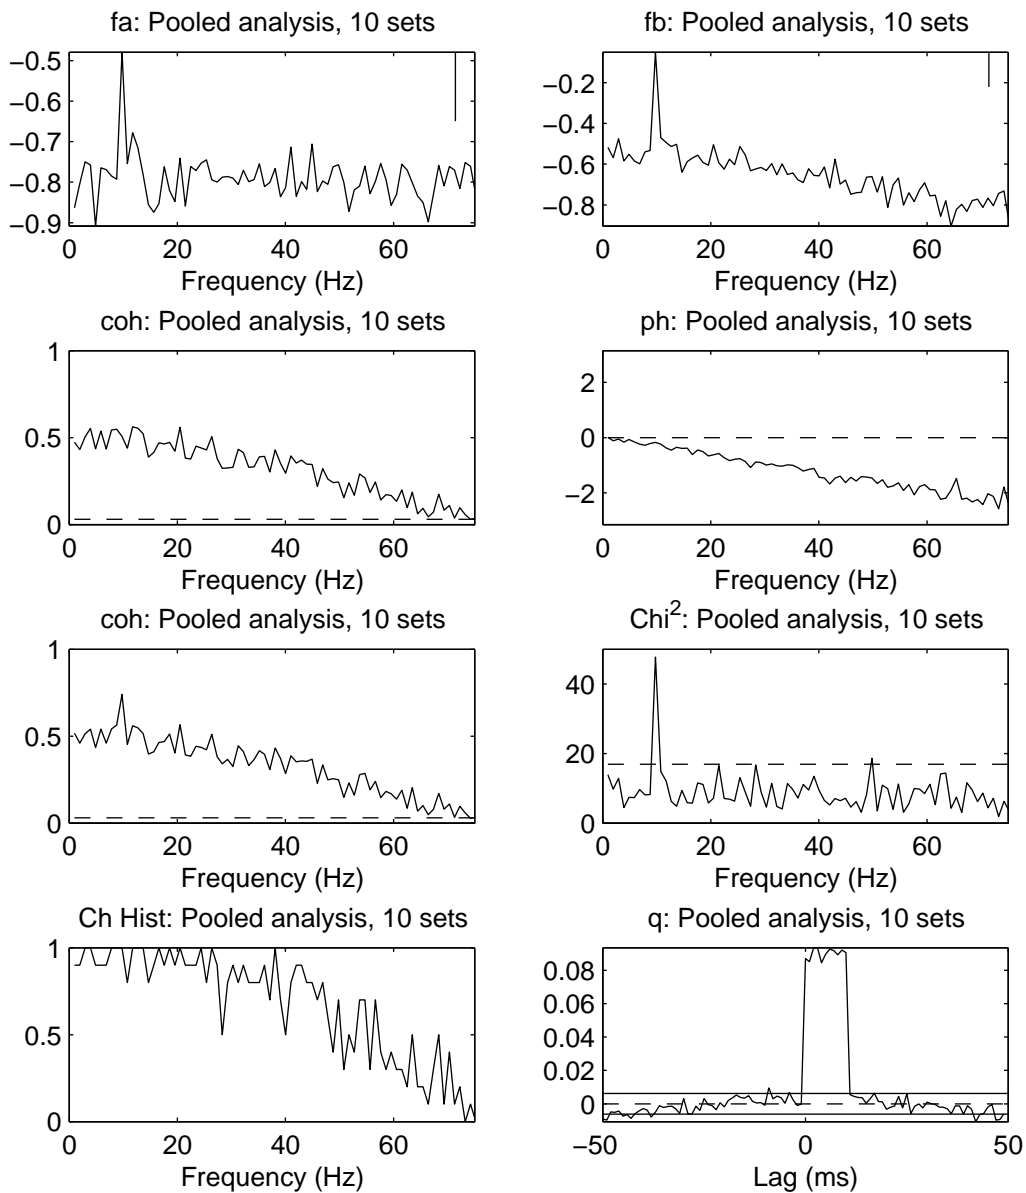 fa: Pooled analysis, 10 sets
−0.5
−0.6
−0.7
−0.8
−0.9
0 20 40 60
Frequency (Hz)
fb: Pooled analysis, 10 sets
−0.2
−0.4
−0.6
−0.8
0 20 40 60
Frequency (Hz)
coh: Pooled analysis, 10 sets
1
0.5
0
0 20 40 60
Frequency (Hz)
ph: Pooled analysis, 10 sets
2
0
−2
0 20 40 60
Frequency (Hz)
coh: Pooled analysis, 10 sets
1
0.5
0
0 20 40 60
Frequency (Hz)
Chi²: Pooled analysis, 10 sets
40
20
0
0 20 40 60
Frequency (Hz)
Ch Hist: Pooled analysis, 10 sets
1
0.5
0
0 20 40 60
Frequency (Hz)
q: Pooled analysis, 10 sets
0.08
0.06
0.04
0.02
0
−50 0 50
Lag (ms)